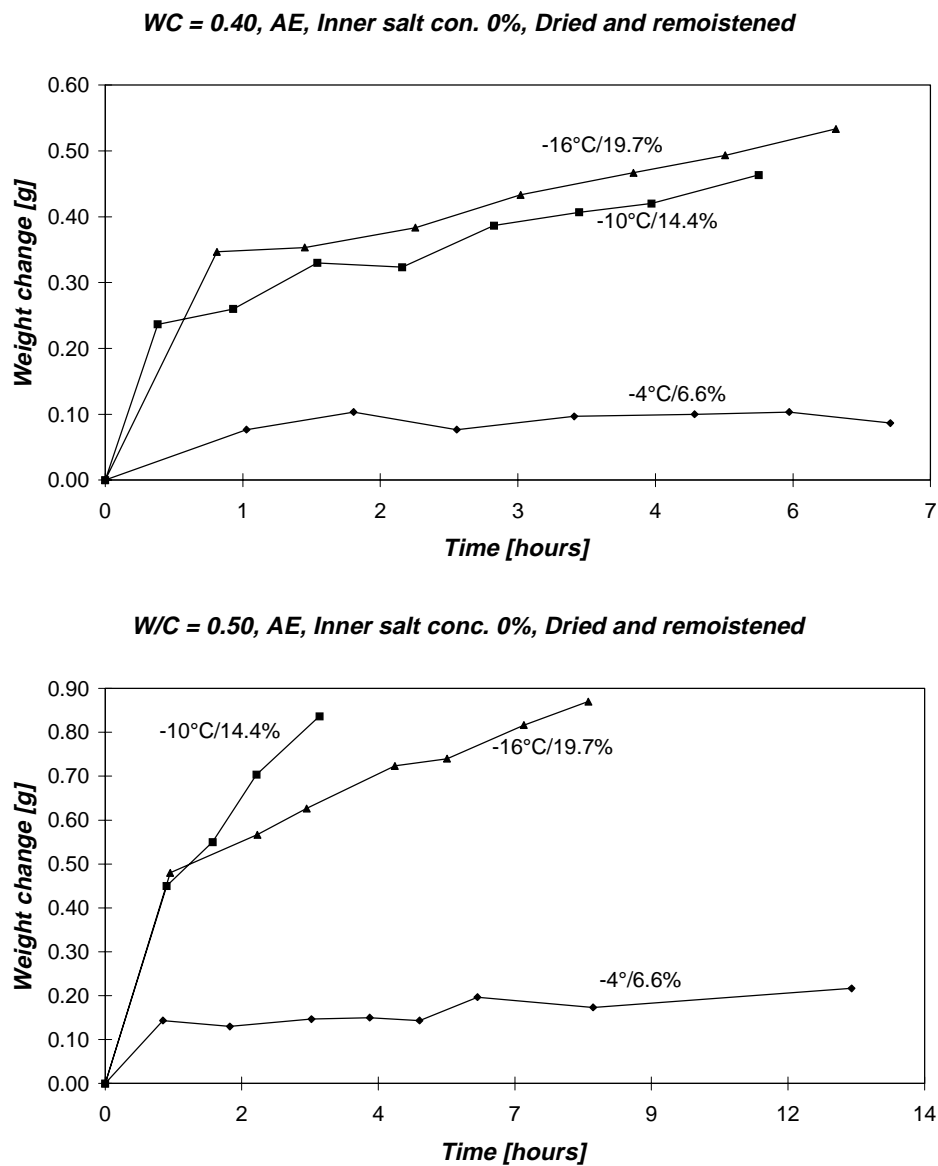 WC = 0.40, AE, Inner salt con. 0%, Dried and remoistened
0.60
0.50
0.40
0.30
0.20
0.10
0.00
Weight change [g]
-16°C/19.7%
-10°C/14.4%
-4°C/6.6%
0 1 2 3 4 6 7
Time [hours]
W/C = 0.50, AE, Inner salt conc. 0%, Dried and remoistened
0.90
0.80
0.70
0.60
0.50
0.40
0.30
0.20
0.10
0.00
Weight change [g]
-10°C/14.4%
-16°C/19.7%
-4°/6.6%
0 2 4 7 9 12 14
Time [hours]